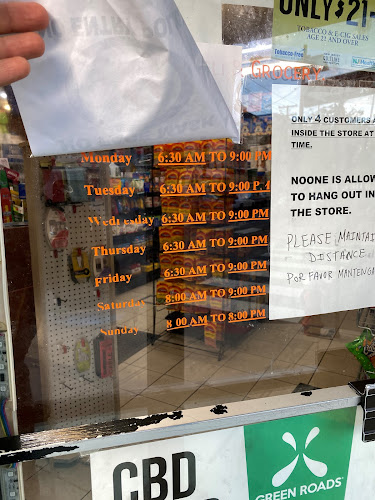 ONLY $21
TOBACCO & E-CIG SALES
AGE 21 AND OVER
Tobacco-free
GROCERY
Monday 6:30 AM TO 9:00 PM
Tuesday 6:30 AM TO 9:00 P.
Wednesday 6:30 AM TO 9:00 PM
Thursday 6:30 AM TO 9:00 PM
Friday 6:30 AM TO 9:00 PM
Saturday 8:00 AM TO 9:00 PM
Sunday 8 00 AM TO 8:00 PM
ONLY 4 CUSTOMERS
INSIDE THE STORE AT
TIME.
NOONE IS ALLOW
TO HANG OUT IN
THE STORE.
PLEASE MAINTAI
DISTANCE
POR FAVOR MANTENGA
CBD
GREEN ROADS